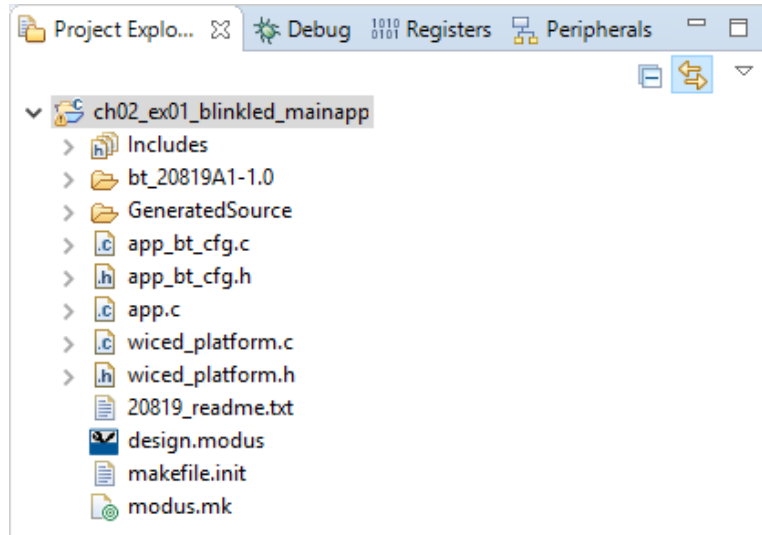 Project Explo... Debug Registers Peripherals
ch02_ex01_blinkled_mainapp
Includes
bt_20819A1-1.0
GeneratedSource
app_bt_cfg.c
app_bt_cfg.h
app.c
wiced_platform.c
wiced_platform.h
20819_readme.txt
design.modus
makefile.init
modus.mk